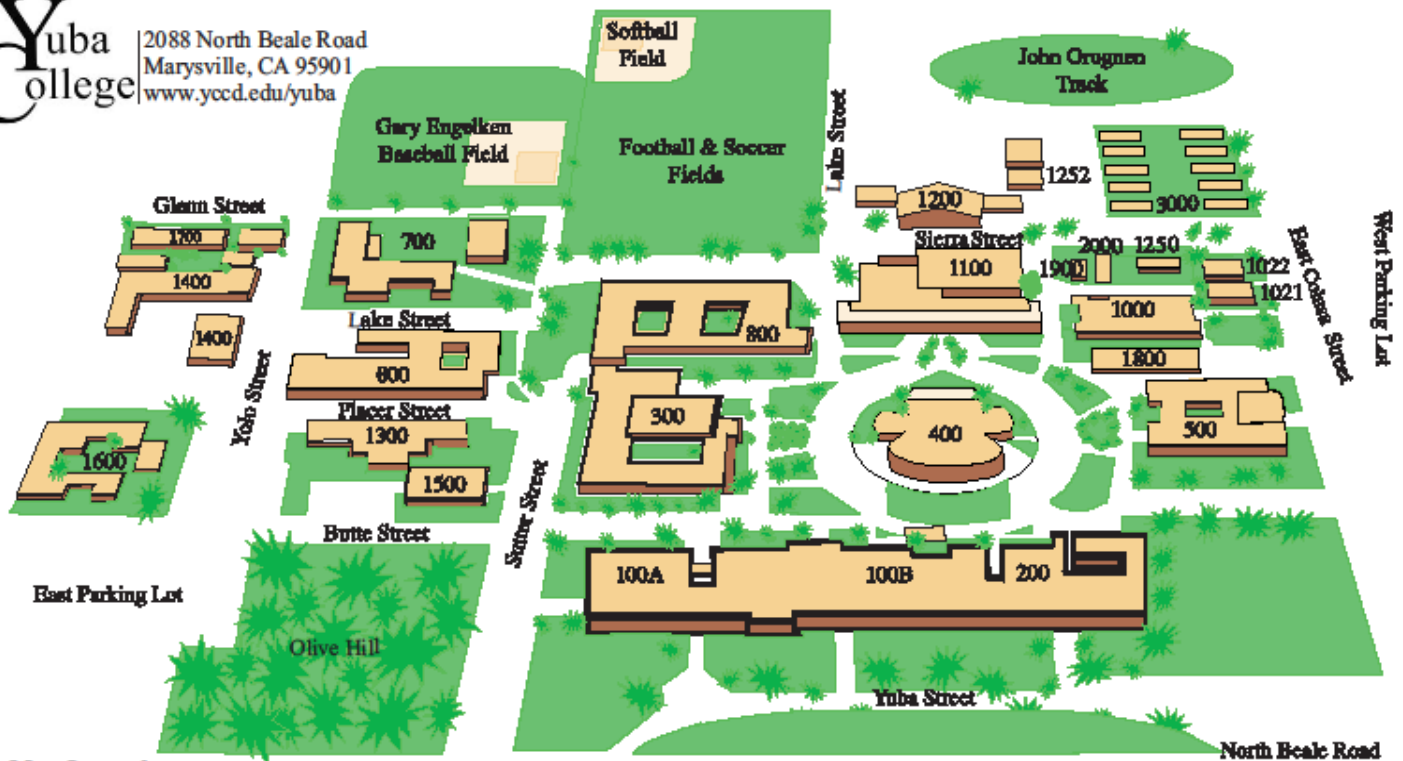 Yuba
College
2088 North Beale Road
Marysville, CA 95901
www.yccd.edu/yuba
Softball
Field
John Orugnen
Track
Gary Engelken
Baseball Field
Football & Soccer
Fields
Lake Street
1252
1200
3000
Glenn Street
1700
700
Sierra Street
1100
1900
2000
1250
1022
1021
East Colusa Street
West Parking Lot
1400
1400
Lake Street
800
1000
1800
600
Yolo Street
Placer Street
1300
300
400
500
1600
1500
Sutter Street
Butte Street
100A
100B
200
East Parking Lot
Olive Hill
Yuba Street
North Beale Road